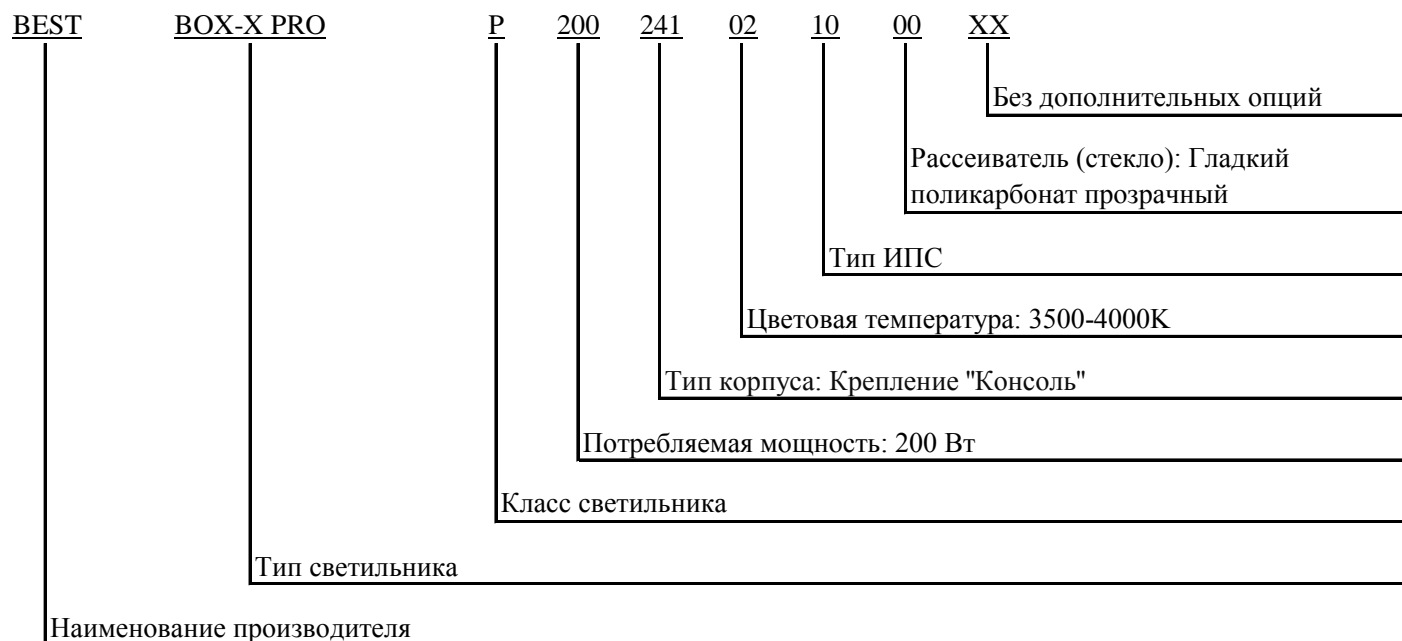 BEST BOX-X PRO P 200 241 02 10 00 XX
Без дополнительных опций
Рассеиватель (стекло): Гладкий
поликарбонат прозрачный
Тип ИПС
Цветовая температура: 3500-4000K
Тип корпуса: Крепление "Консоль"
Потребляемая мощность: 200 Вт
Класс светильника
Тип светильника
Наименование производителя